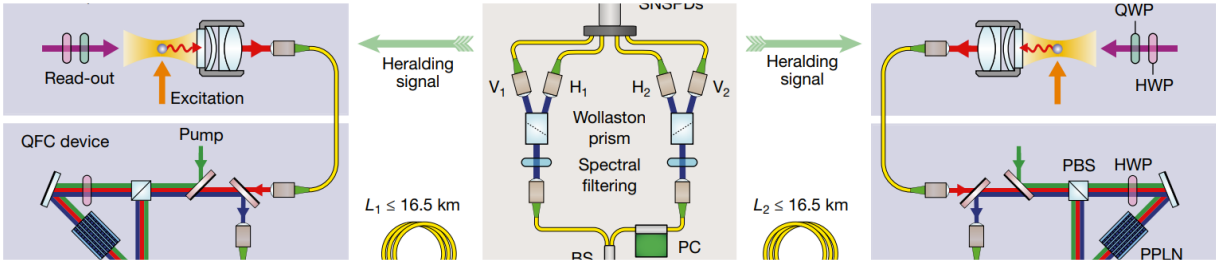 SNSPDs
QWP
Read-out
Excitation
Heralding
signal
V₁
H₁
H₂
V₂
Heralding
signal
HWP
Wollaston
prism
Spectral
filtering
QFC device
Pump
L₁ ≤ 16.5 km
L₂ ≤ 16.5 km
PBS
HWP
BS
PC
PPLN